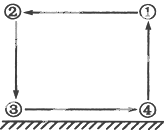 ② ①
③ ④